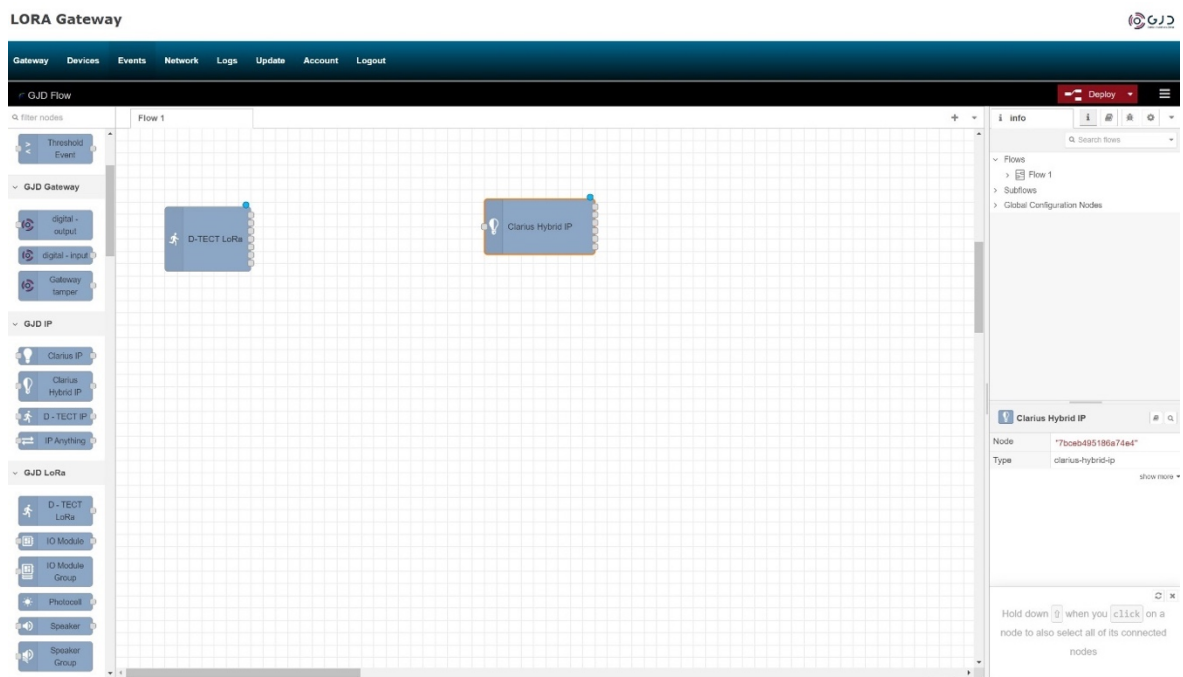 LORA Gateway
GJD
Gateway Devices Events Network Logs Update Account Logout
GJD Flow
Deploy
filter nodes
Flow 1
info
Search flows
Threshold
Event
GJD Gateway
digital -
output
digital - input
Gateway
tamper
GJD IP
Clarius IP
Clarius
Hybrid IP
D - TECT IP
IP Anything
GJD LoRa
D - TECT
LoRa
IO Module
IO Module
Group
Photocell
Speaker
Speaker
Group
D-TECT LoRa
Clarius Hybrid IP
Flows
Flow 1
Subflows
Global Configuration Nodes
Clarius Hybrid IP
Node "7bceb495186a74e4"
Type clarius-hybrid-ip
show more
Hold down ⇧ when you click on a
node to also select all of its connected
nodes